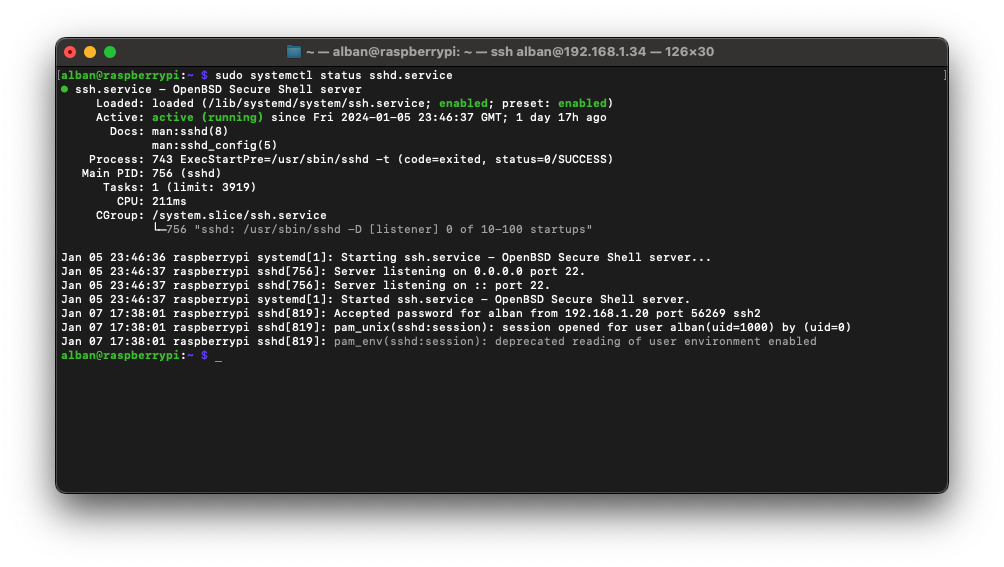 ~ — alban@raspberrypi: ~ — ssh alban@192.168.1.34 — 126×30
[alban@raspberrypi:~ $ sudo systemctl status sshd.service ]
● ssh.service - OpenBSD Secure Shell server
     Loaded: loaded (/lib/systemd/system/ssh.service; enabled; preset: enabled)
     Active: active (running) since Fri 2024-01-05 23:46:37 GMT; 1 day 17h ago
       Docs: man:sshd(8)
             man:sshd_config(5)
    Process: 743 ExecStartPre=/usr/sbin/sshd -t (code=exited, status=0/SUCCESS)
   Main PID: 756 (sshd)
      Tasks: 1 (limit: 3919)
        CPU: 211ms
     CGroup: /system.slice/ssh.service
             └─756 "sshd: /usr/sbin/sshd -D [listener] 0 of 10-100 startups"

Jan 05 23:46:36 raspberrypi systemd[1]: Starting ssh.service - OpenBSD Secure Shell server...
Jan 05 23:46:37 raspberrypi sshd[756]: Server listening on 0.0.0.0 port 22.
Jan 05 23:46:37 raspberrypi sshd[756]: Server listening on :: port 22.
Jan 05 23:46:37 raspberrypi systemd[1]: Started ssh.service - OpenBSD Secure Shell server.
Jan 07 17:38:01 raspberrypi sshd[819]: Accepted password for alban from 192.168.1.20 port 56269 ssh2
Jan 07 17:38:01 raspberrypi sshd[819]: pam_unix(sshd:session): session opened for user alban(uid=1000) by (uid=0)
Jan 07 17:38:01 raspberrypi sshd[819]: pam_env(sshd:session): deprecated reading of user environment enabled
alban@raspberrypi:~ $ _